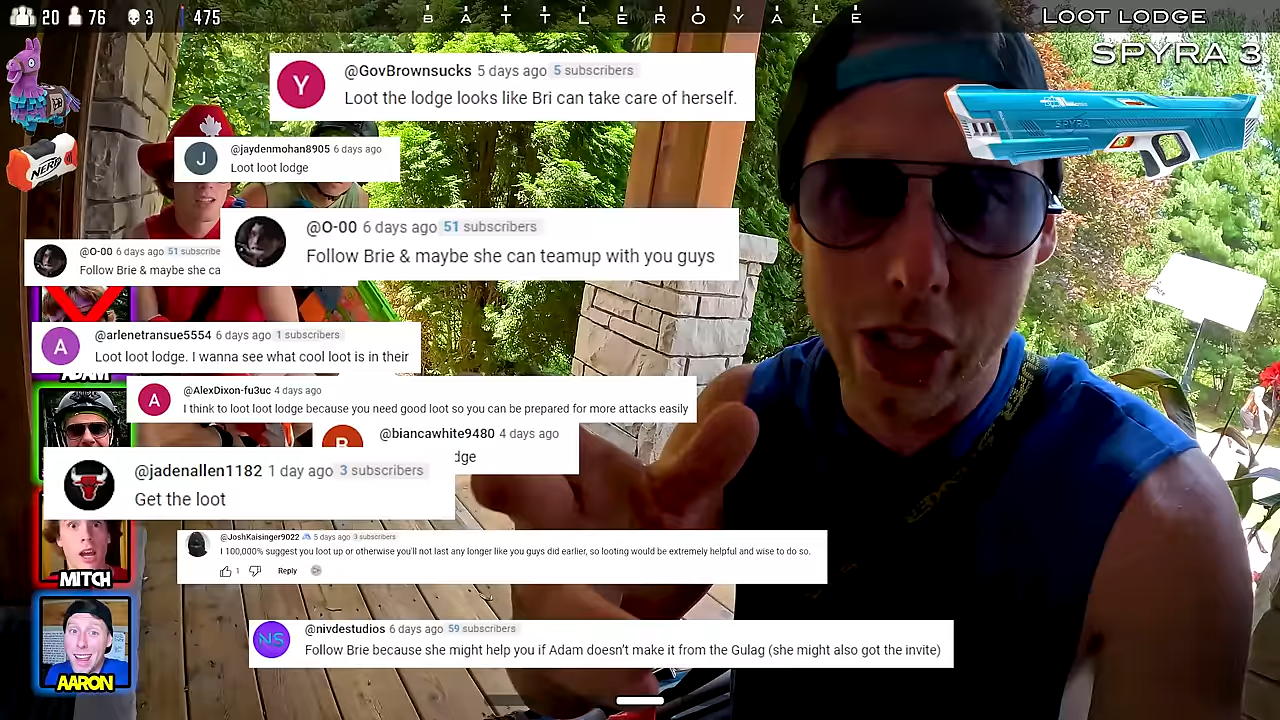 20 76 3 475
BATTLEROYALE
LOOT LODGE
SPYRA 3
SPYRA
NERD
@GovBrownsucks 5 days ago 5 subscribers
Loot the lodge looks like Bri can take care of herself.
@jaydenmohan8905 6 days ago
Loot loot lodge
@O-00 6 days ago 51 subscribers
Follow Brie & maybe she can teamup with you guys
@O-00 6 days ago 51 subscribe
Follow Brie & maybe she ca
@arlenetransue5554 6 days ago 1 subscribers
Loot loot lodge. I wanna see what cool loot is in their
ADAM
@AlexDixon-fu3uc 4 days ago
I think to loot loot lodge because you need good loot so you can be prepared for more attacks easily
@biancawhite9480 4 days ago
dge
@jadenallen1182 1 day ago 3 subscribers
Get the loot
@JoshKaisinger9022 5 days ago 3 subscribers
I 100,000% suggest you loot up or otherwise you'll not last any longer like you guys did earlier, so looting would be extremely helpful and wise to do so.
1 Reply
MITCH
@nivdestudios 6 days ago 59 subscribers
Follow Brie because she might help you if Adam doesn't make it from the Gulag (she might also got the invite)
AARON